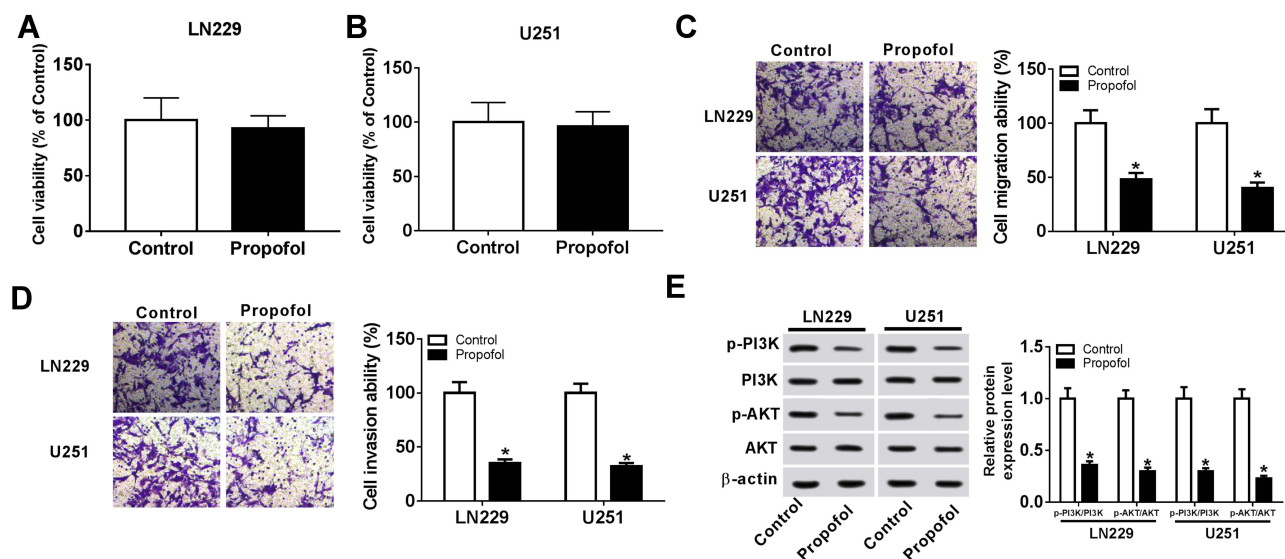 A
LN229
Cell viability (% of Control)
150
100
50
0
Control Propofol
B
U251
Cell viability (% of Control)
150
100
50
0
Control Propofol
C
Control Propofol
LN229
U251
Cell migration ability (%)
150
100
50
0
Control
Propofol
*
*
LN229 U251
D
Control Propofol
LN229
U251
Cell invasion ability (%)
150
100
50
0
Control
Propofol
*
*
LN229 U251
E
LN229 U251
p-PI3K
PI3K
p-AKT
AKT
β-actin
Control Propofol Control Propofol
Relative protein
expression level
1.5
1.0
0.5
0.0
Control
Propofol
* * * *
p-PI3K/PI3K p-AKT/AKT p-PI3K/PI3K p-AKT/AKT
LN229 U251